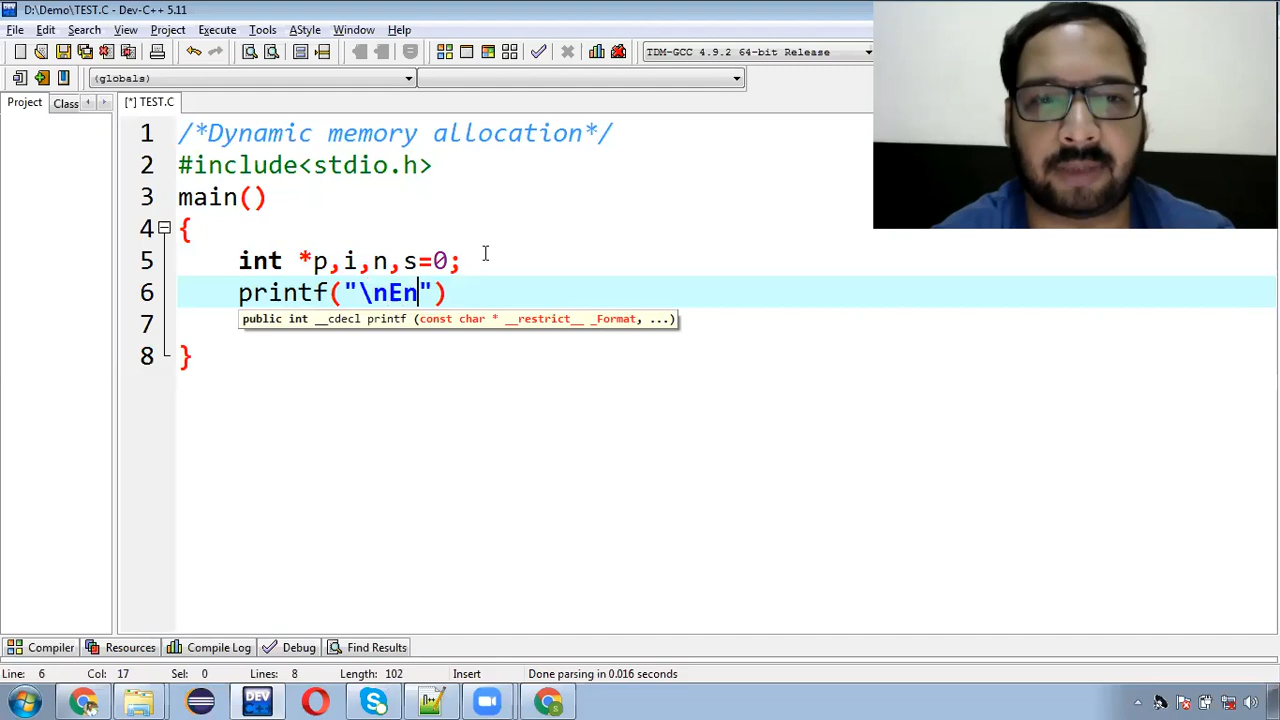 D:\Demo\TEST.C - Dev-C++ 5.11
File Edit Search View Project Execute Tools AStyle Window Help
TDM-GCC 4.9.2 64-bit Release
(globals)
Project Class [*] TEST.C
1 /*Dynamic memory allocation*/
2 #include<stdio.h>
3 main()
4 {
5 int *p,i,n,s=0;
6 printf("\nEn")
public int __cdecl printf (const char * __restrict__ _Format, ...)
7
8 }
Compiler Resources Compile Log Debug Find Results
Line: 6 Col: 17 Sel: 0 Lines: 8 Length: 102 Insert Done parsing in 0.016 seconds
DEV C++